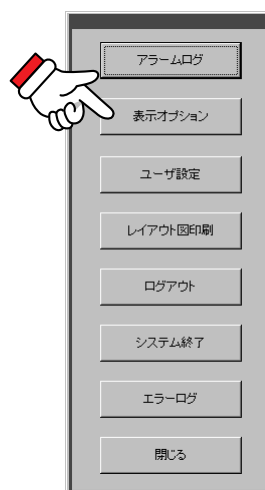 アラームログ
表示オプション
ユーザ設定
レイアウト図印刷
ログアウト
システム終了
エラーログ
閉じる